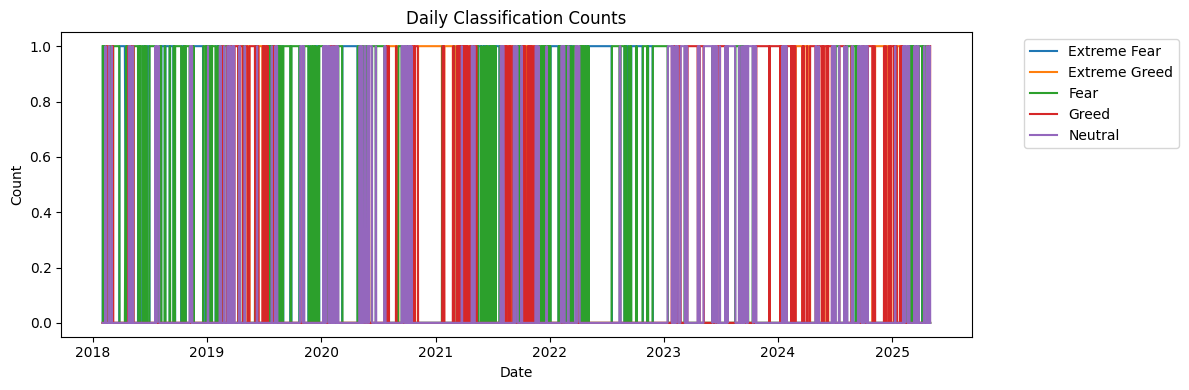 Daily Classification Counts
Count
1.0
0.8
0.6
0.4
0.2
0.0
2018 2019 2020 2021 2022 2023 2024 2025
Date
Extreme Fear
Extreme Greed
Fear
Greed
Neutral